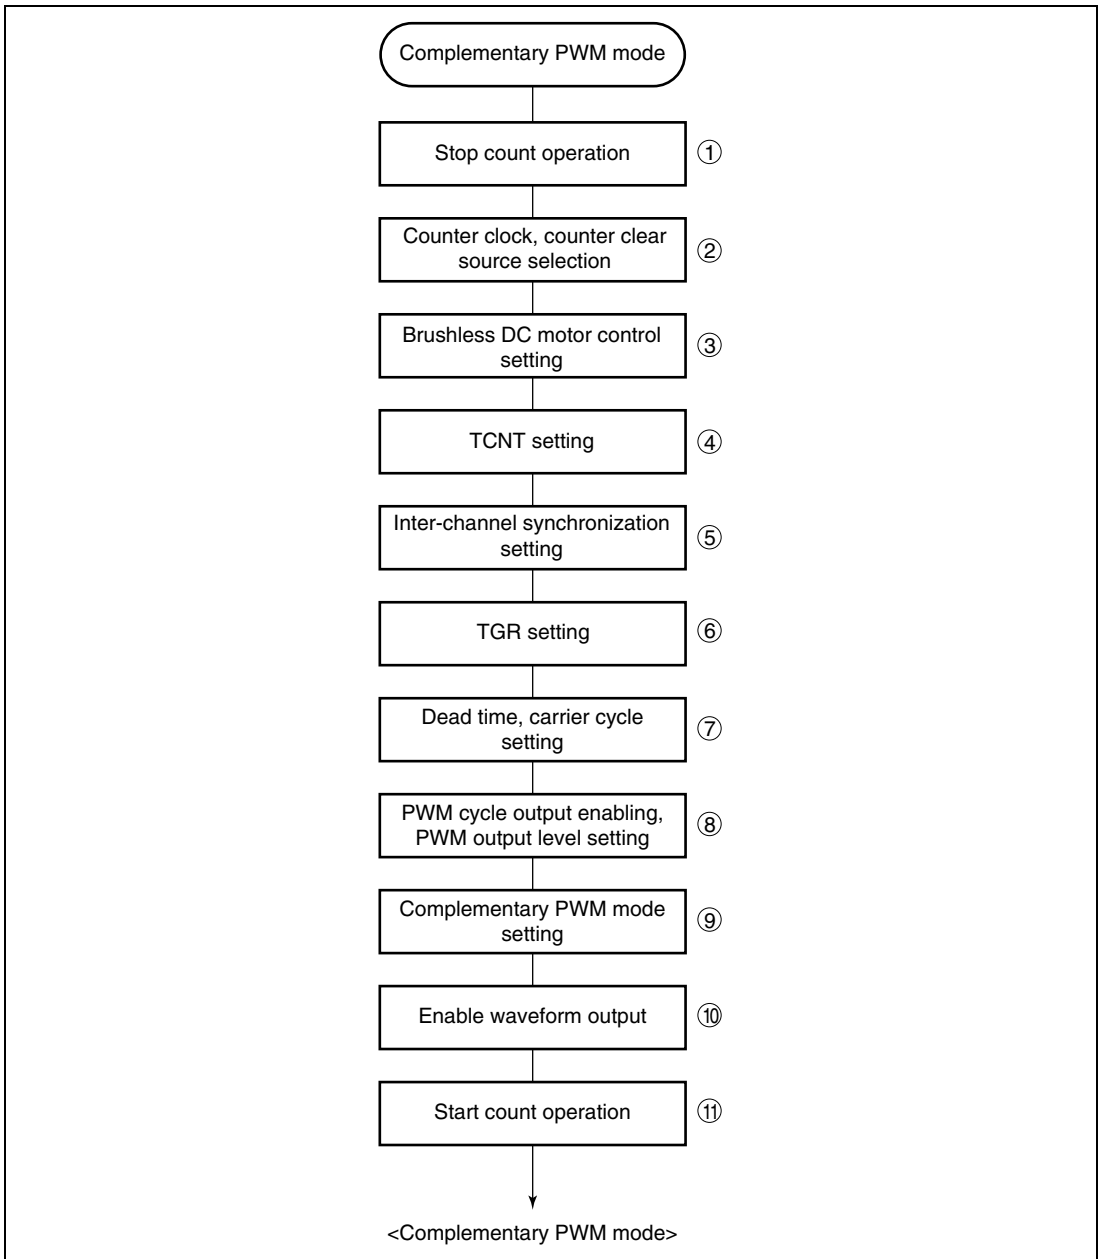 Complementary PWM mode
Stop count operation ①
Counter clock, counter clear
source selection ②
Brushless DC motor control
setting ③
TCNT setting ④
Inter-channel synchronization
setting ⑤
TGR setting ⑥
Dead time, carrier cycle
setting ⑦
PWM cycle output enabling,
PWM output level setting ⑧
Complementary PWM mode
setting ⑨
Enable waveform output ⑩
Start count operation ⑪
<Complementary PWM mode>